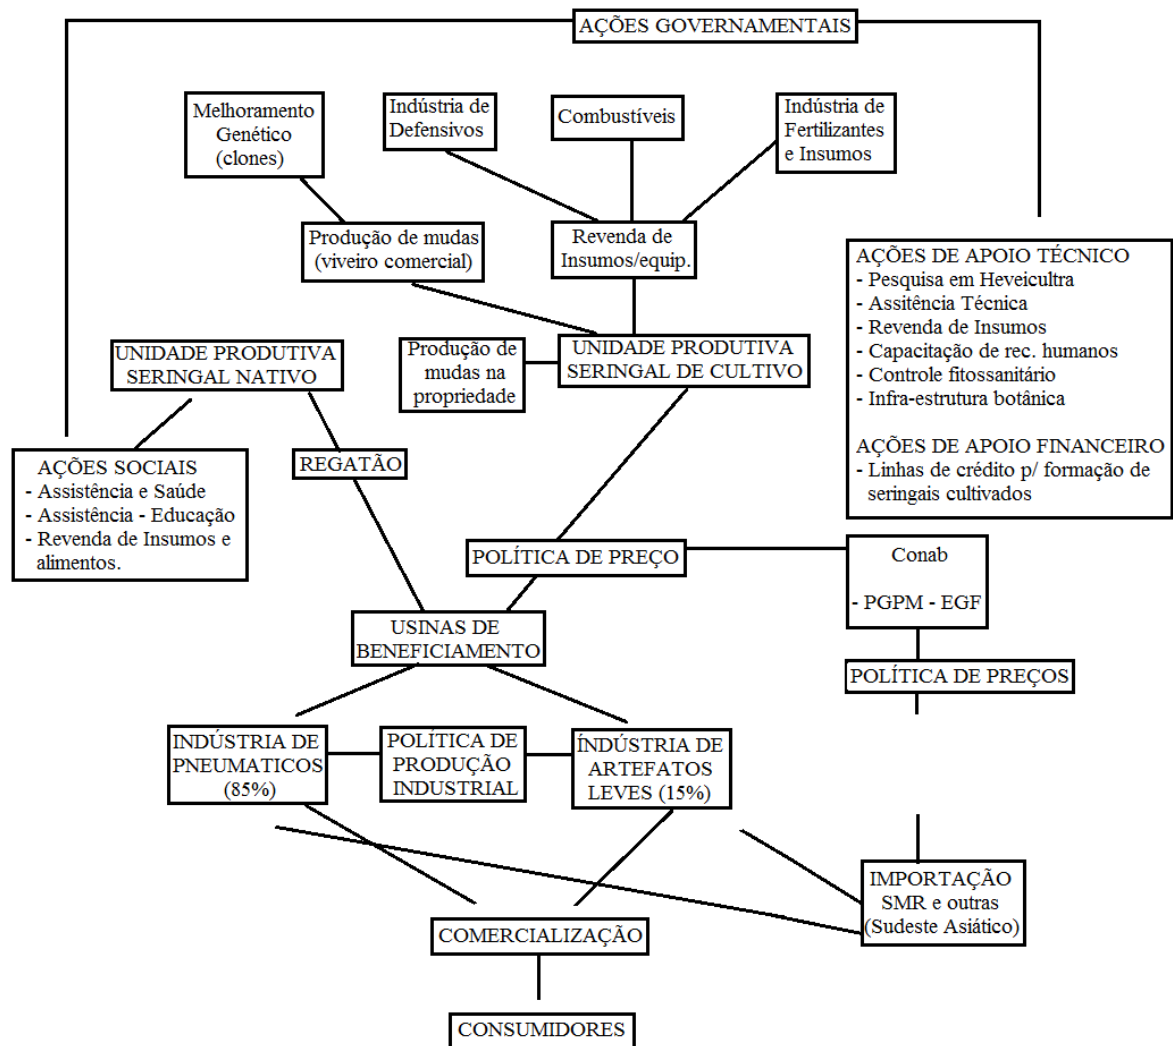 AÇÕES GOVERNAMENTAIS
Melhoramento
Genético
(clones)
Indústria de
Defensivos
Combustíveis
Indústria de
Fertilizantes
e Insumos
Produção de mudas
(viveiro comercial)
Revenda de
Insumos/equip.
AÇÕES DE APOIO TÉCNICO
- Pesquisa em Heveicultra
- Assitência Técnica
- Revenda de Insumos
- Capacitação de rec. humanos
- Controle fitossanitário
- Infra-estrutura botânica
AÇÕES DE APOIO FINANCEIRO
- Linhas de crédito p/ formação de
seringais cultivados
UNIDADE PRODUTIVA
SERINGAL NATIVO
Produção de
mudas na
propriedade
UNIDADE PRODUTIVA
SERINGAL DE CULTIVO
AÇÕES SOCIAIS
- Assistência e Saúde
- Assistência - Educação
- Revenda de Insumos e
alimentos.
REGATÃO
POLÍTICA DE PREÇO
Conab
- PGPM - EGF
USINAS DE
BENEFICIAMENTO
POLÍTICA DE PREÇOS
INDÚSTRIA DE
PNEUMATICOS
(85%)
POLÍTICA DE
PRODUÇÃO
INDUSTRIAL
ÍNDÚSTRIA DE
ARTEFATOS
LEVES (15%)
IMPORTAÇÃO
SMR e outras
(Sudeste Asiático)
COMERCIALIZAÇÃO
CONSUMIDORES